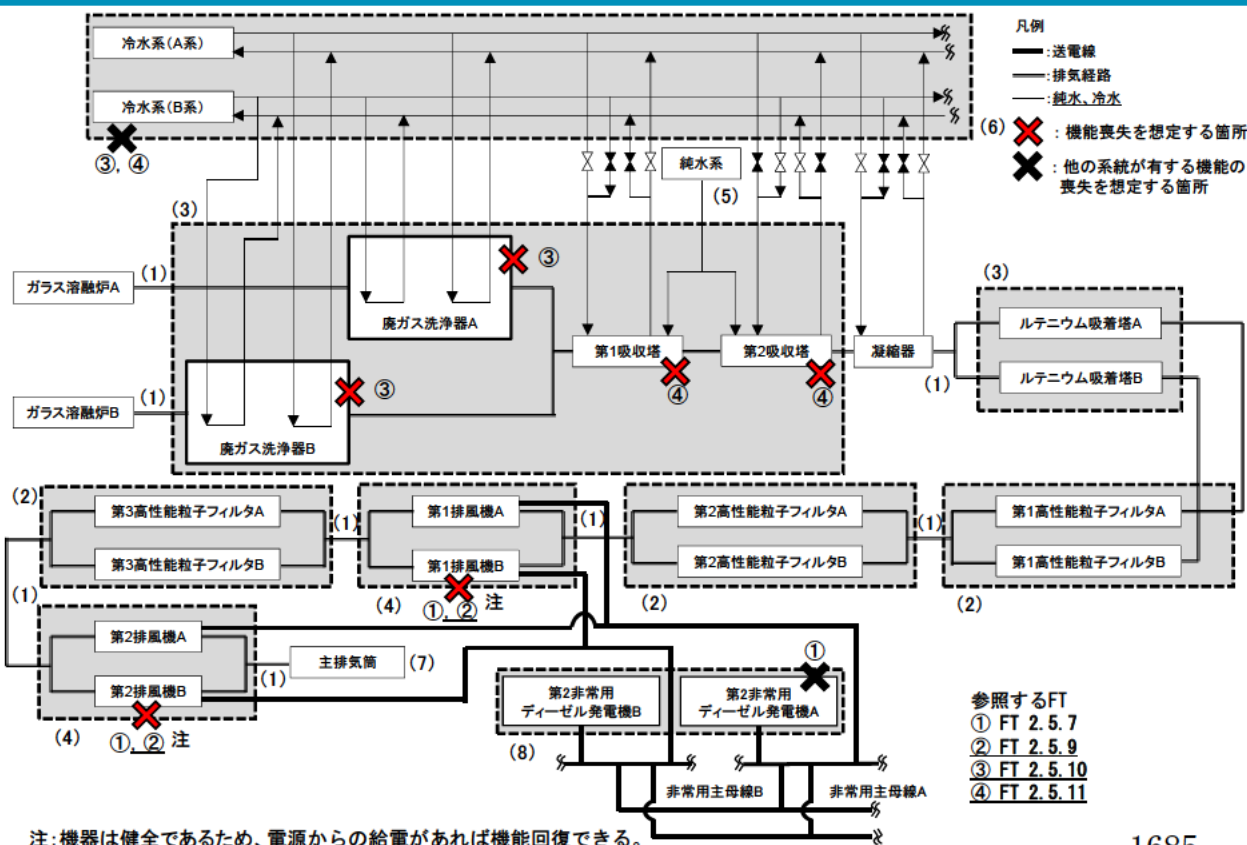 冷水系(A系)
冷水系(B系)
③, ④
凡例
:送電線
:排気経路
:純水、冷水
(6)
:機能喪失を想定する箇所
:他の系統が有する機能の
喪失を想定する箇所
純水系
(5)
(3)
③
ガラス溶融炉A
(1)
廃ガス洗浄器A
③
ガラス溶融炉B
(1)
廃ガス洗浄器B
第1吸収塔
④
第2吸収塔
④
凝縮器
(1)
(3)
ルテニウム吸着塔A
ルテニウム吸着塔B
(2)
第3高性能粒子フィルタA
第3高性能粒子フィルタB
(1)
第1排風機A
第1排風機B
(4)
①, ② 注
(1)
第2高性能粒子フィルタA
第2高性能粒子フィルタB
(2)
(1)
第1高性能粒子フィルタA
第1高性能粒子フィルタB
(2)
(1)
第2排風機A
第2排風機B
(4)
①, ② 注
(1)
主排気筒
(7)
第2非常用
ディーゼル発電機B
①
第2非常用
ディーゼル発電機A
(8)
非常用主母線B
非常用主母線A
参照するFT
① FT 2.5.7
② FT 2.5.9
③ FT 2.5.10
④ FT 2.5.11
注:機器は健全であるため、電源からの給電があれば機能回復できる。
1685